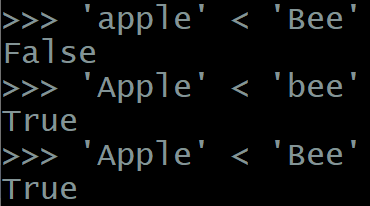 >>> 'apple' < 'Bee'
False
>>> 'Apple' < 'bee'
True
>>> 'Apple' < 'Bee'
True